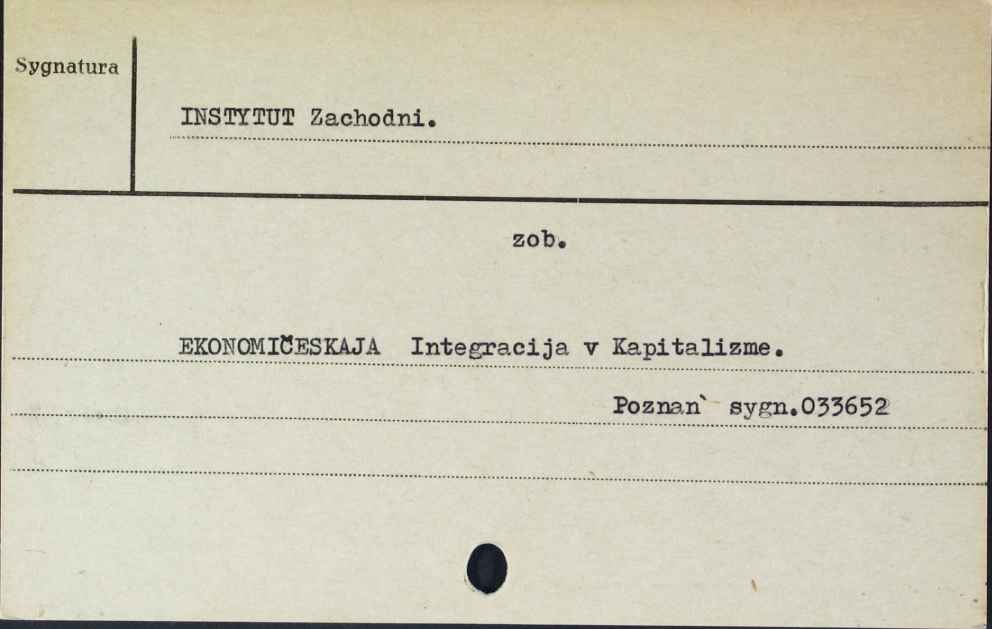 Sygnatura
INSTYTUT Zachodni.
zob.
EKONOMIČESKAJA Integracija v Kapitalizme.
Poznan` sygn.033652